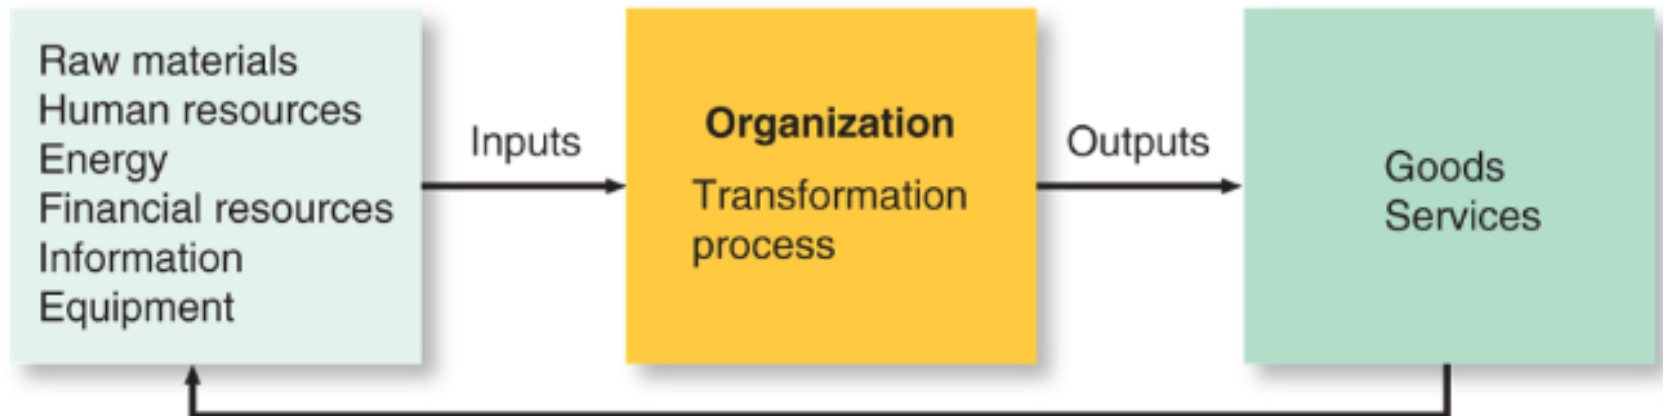 Raw materials
Human resources
Energy
Financial resources
Information
Equipment
Inputs
Organization
Transformation
process
Outputs
Goods
Services